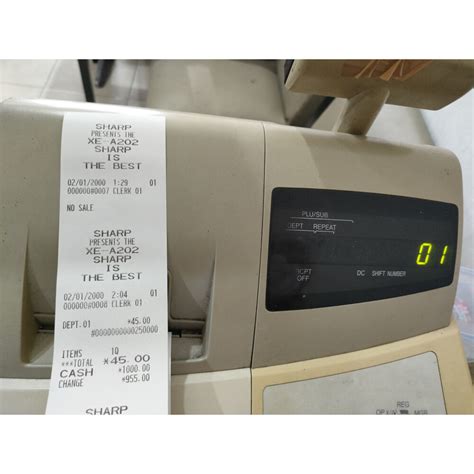 SHARP
PRESENTS THE
XE-A202
SHARP
IS
THE BEST
02/01/2000 1:29 01
000000#0007 CLERK 01
NO SALE
SHARP
PRESENTS THE
XE-A202
SHARP
IS
THE BEST
02/01/2000 2:04 01
000000#0008 CLERK 01
DEPT.01 *45.00
#0000000000250000
ITEMS 1Q
***TOTAL *45.00
CASH *1000.00
CHANGE *955.00
SHARP
PLU/SUB
DEPT REPEAT
01
RCPT OFF
DC SHIFT NUMBER
REG
MGR